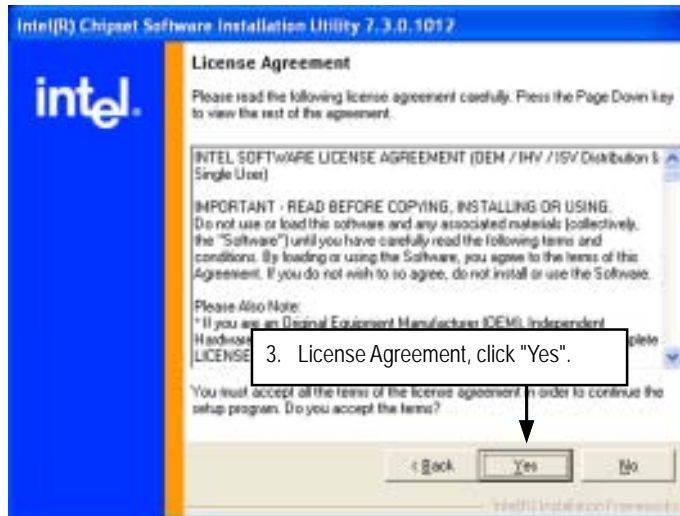 Intel(R) Chipset Software Installation Utility 7.3.0.1012
intel.
License Agreement
Please read the following license agreement carefully. Press the Page Down key
to view the rest of the agreement.
INTEL SOFTWARE LICENSE AGREEMENT (OEM / IHV / ISV Distribution &
Single User)
IMPORTANT - READ BEFORE COPYING, INSTALLING OR USING.
Do not use or load this software and any associated materials (collectively,
the "Software") until you have carefully read the following terms and
conditions. By loading or using the Software, you agree to the terms of this
Agreement. If you do not wish to so agree, do not install or use the Software.
Please Also Note:
* If you are an Original Equipment Manufacturer (OEM), Independent
Hardware
LICENSE
3. License Agreement, click "Yes".
You must accept all the terms of the license agreement in order to continue the
setup program. Do you accept the terms?
< Back
Yes
No
Intel(R) Installation Framework